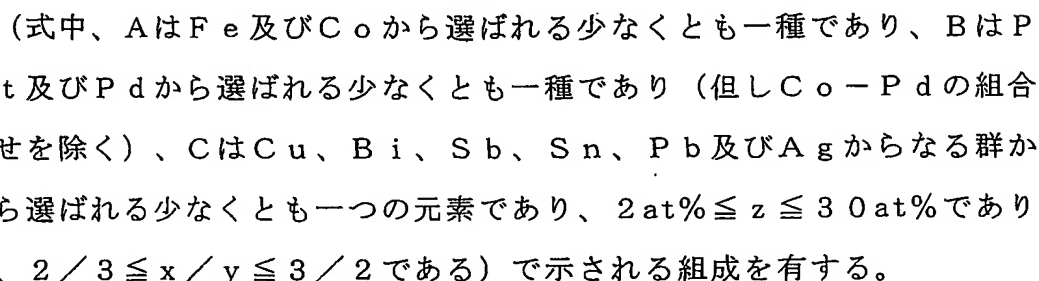 （式中、ＡはＦｅ及びＣｏから選ばれる少なくとも一種であり、ＢはＰ
ｔ及びＰｄから選ばれる少なくとも一種であり（但しＣｏ－Ｐｄの組合
せを除く）、ＣはＣｕ、Ｂｉ、Ｓｂ、Ｓｎ、Ｐｂ及びＡｇからなる群か
ら選ばれる少なくとも一つの元素であり、２at%≦ｚ≦３０at%であり
、２／３≦ｘ／ｙ≦３／２である）で示される組成を有する。